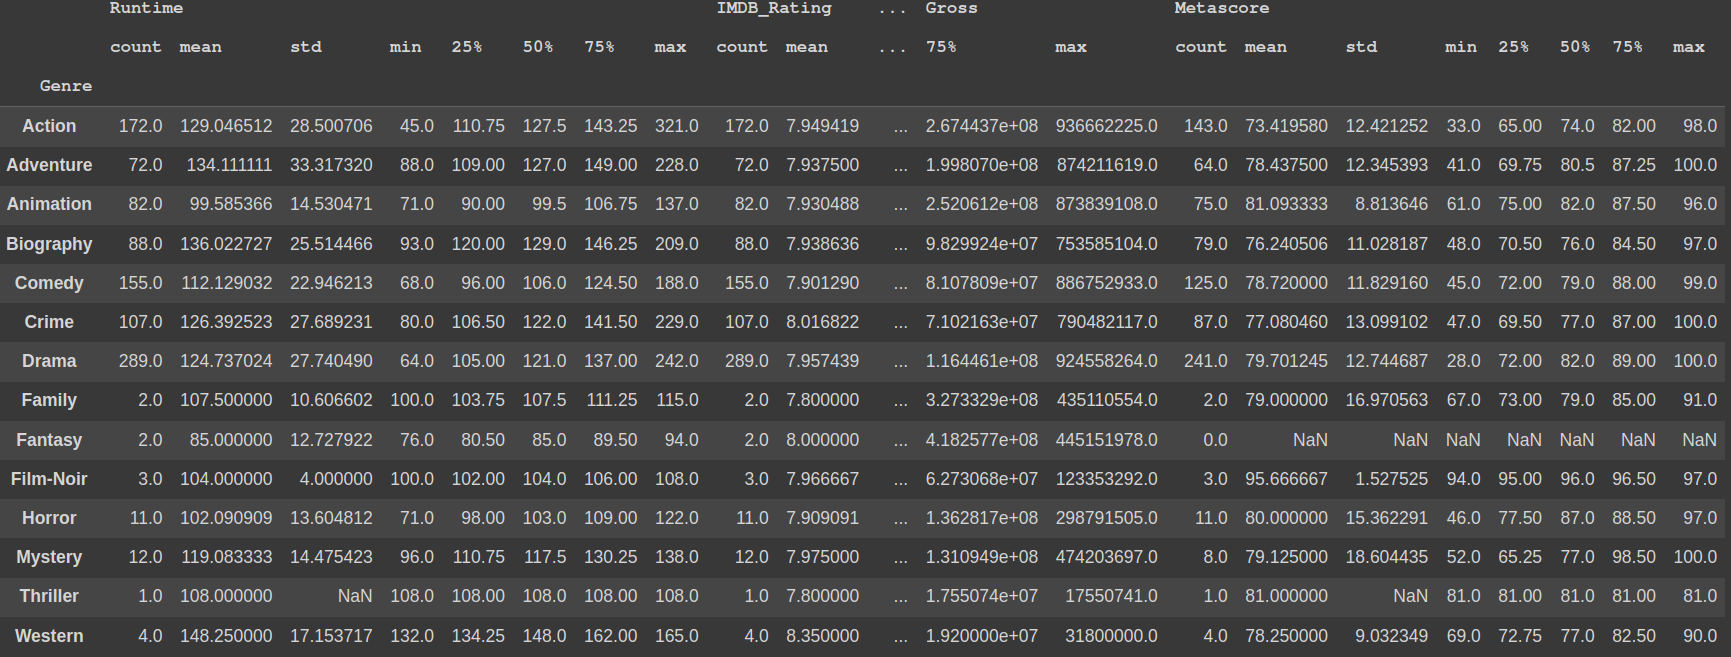 Runtime IMDB_Rating ... Gross Metascore
count mean std min 25% 50% 75% max count mean ... 75% max count mean std min 25% 50% 75% max
Genre
Action 172.0 129.046512 28.500706 45.0 110.75 127.5 143.25 321.0 172.0 7.949419 ... 2.674437e+08 936662225.0 143.0 73.419580 12.421252 33.0 65.00 74.0 82.00 98.0
Adventure 72.0 134.111111 33.317320 88.0 109.00 127.0 149.00 228.0 72.0 7.937500 ... 1.998070e+08 874211619.0 64.0 78.437500 12.345393 41.0 69.75 80.5 87.25 100.0
Animation 82.0 99.585366 14.530471 71.0 90.00 99.5 106.75 137.0 82.0 7.930488 ... 2.520612e+08 873839108.0 75.0 81.093333 8.813646 61.0 75.00 82.0 87.50 96.0
Biography 88.0 136.022727 25.514466 93.0 120.00 129.0 146.25 209.0 88.0 7.938636 ... 9.829924e+07 753585104.0 79.0 76.240506 11.028187 48.0 70.50 76.0 84.50 97.0
Comedy 155.0 112.129032 22.946213 68.0 96.00 106.0 124.50 188.0 155.0 7.901290 ... 8.107809e+07 886752933.0 125.0 78.720000 11.829160 45.0 72.00 79.0 88.00 99.0
Crime 107.0 126.392523 27.689231 80.0 106.50 122.0 141.50 229.0 107.0 8.016822 ... 7.102163e+07 790482117.0 87.0 77.080460 13.099102 47.0 69.50 77.0 87.00 100.0
Drama 289.0 124.737024 27.740490 64.0 105.00 121.0 137.00 242.0 289.0 7.957439 ... 1.164461e+08 924558264.0 241.0 79.701245 12.744687 28.0 72.00 82.0 89.00 100.0
Family 2.0 107.500000 10.606602 100.0 103.75 107.5 111.25 115.0 2.0 7.800000 ... 3.273329e+08 435110554.0 2.0 79.000000 16.970563 67.0 73.00 79.0 85.00 91.0
Fantasy 2.0 85.000000 12.727922 76.0 80.50 85.0 89.50 94.0 2.0 8.000000 ... 4.182577e+08 445151978.0 0.0 NaN NaN NaN NaN NaN NaN NaN
Film-Noir 3.0 104.000000 4.000000 100.0 102.00 104.0 106.00 108.0 3.0 7.966667 ... 6.273068e+07 123353292.0 3.0 95.666667 1.527525 94.0 95.00 96.0 96.50 97.0
Horror 11.0 102.090909 13.604812 71.0 98.00 103.0 109.00 122.0 11.0 7.909091 ... 1.362817e+08 298791505.0 11.0 80.000000 15.362291 46.0 77.50 87.0 88.50 97.0
Mystery 12.0 119.083333 14.475423 96.0 110.75 117.5 130.25 138.0 12.0 7.975000 ... 1.310949e+08 474203697.0 8.0 79.125000 18.604435 52.0 65.25 77.0 98.50 100.0
Thriller 1.0 108.000000 NaN 108.0 108.00 108.0 108.00 108.0 1.0 7.800000 ... 1.755074e+07 17550741.0 1.0 81.000000 NaN 81.0 81.00 81.0 81.00 81.0
Western 4.0 148.250000 17.153717 132.0 134.25 148.0 162.00 165.0 4.0 8.350000 ... 1.920000e+07 31800000.0 4.0 78.250000 9.032349 69.0 72.75 77.0 82.50 90.0